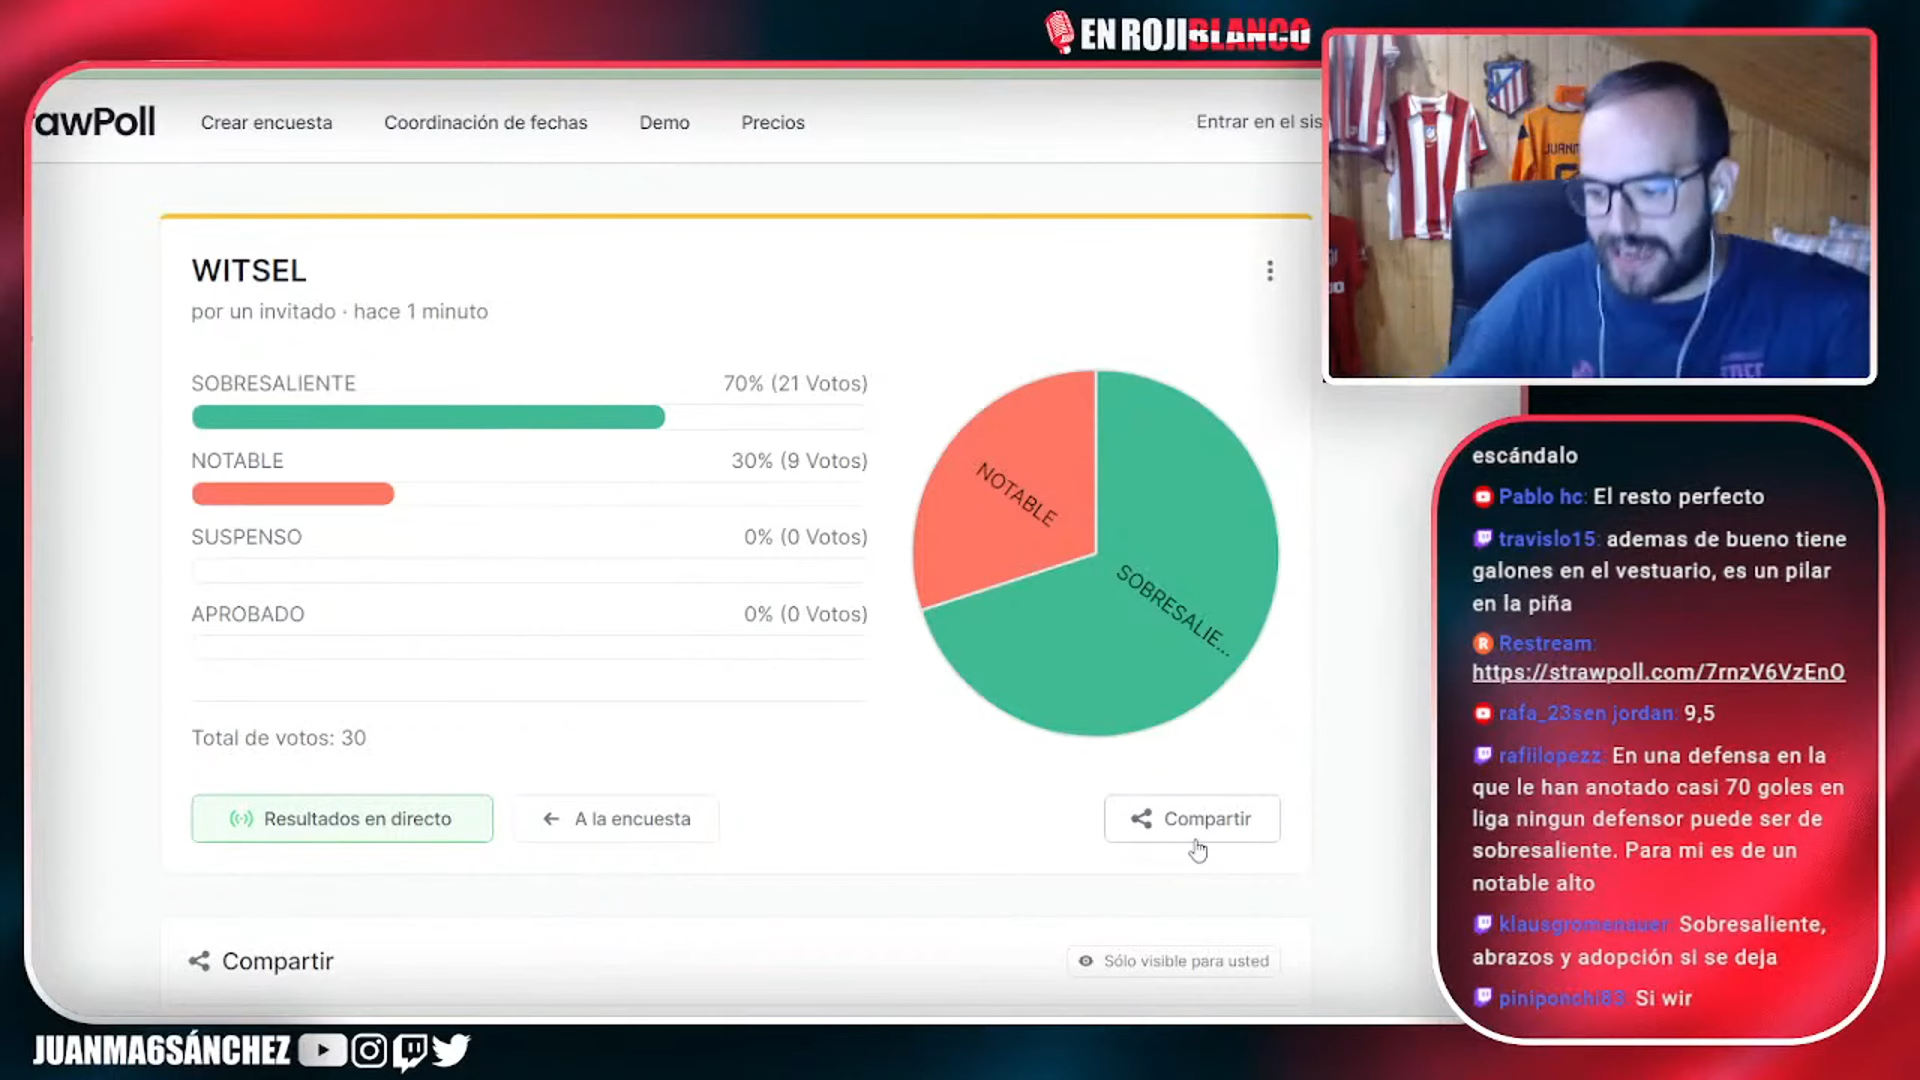 EN ROJIBLANCO
awPoll
Crear encuesta
Coordinación de fechas
Demo
Precios
Entrar en el sis
WITSEL
por un invitado · hace 1 minuto
SOBRESALIENTE 70% (21 Votos)
NOTABLE 30% (9 Votos)
SUSPENSO 0% (0 Votos)
APROBADO 0% (0 Votos)
NOTABLE
SOBRESALIE...
Total de votos: 30
Resultados en directo
A la encuesta
Compartir
Compartir
Sólo visible para usted
JUANM
escándalo
Pablo hc: El resto perfecto
travislo15: ademas de bueno tiene
galones en el vestuario, es un pilar
en la piña
Restream:
https://strawpoll.com/7rnzV6VzEnO
rafa_23sen jordan: 9,5
rafiilopezz: En una defensa en la
que le han anotado casi 70 goles en
liga ningun defensor puede ser de
sobresaliente. Para mi es de un
notable alto
klausgromenauer: Sobresaliente,
abrazos y adopción si se deja
piniponchi83: Si wir
JUANMA6SÁNCHEZ